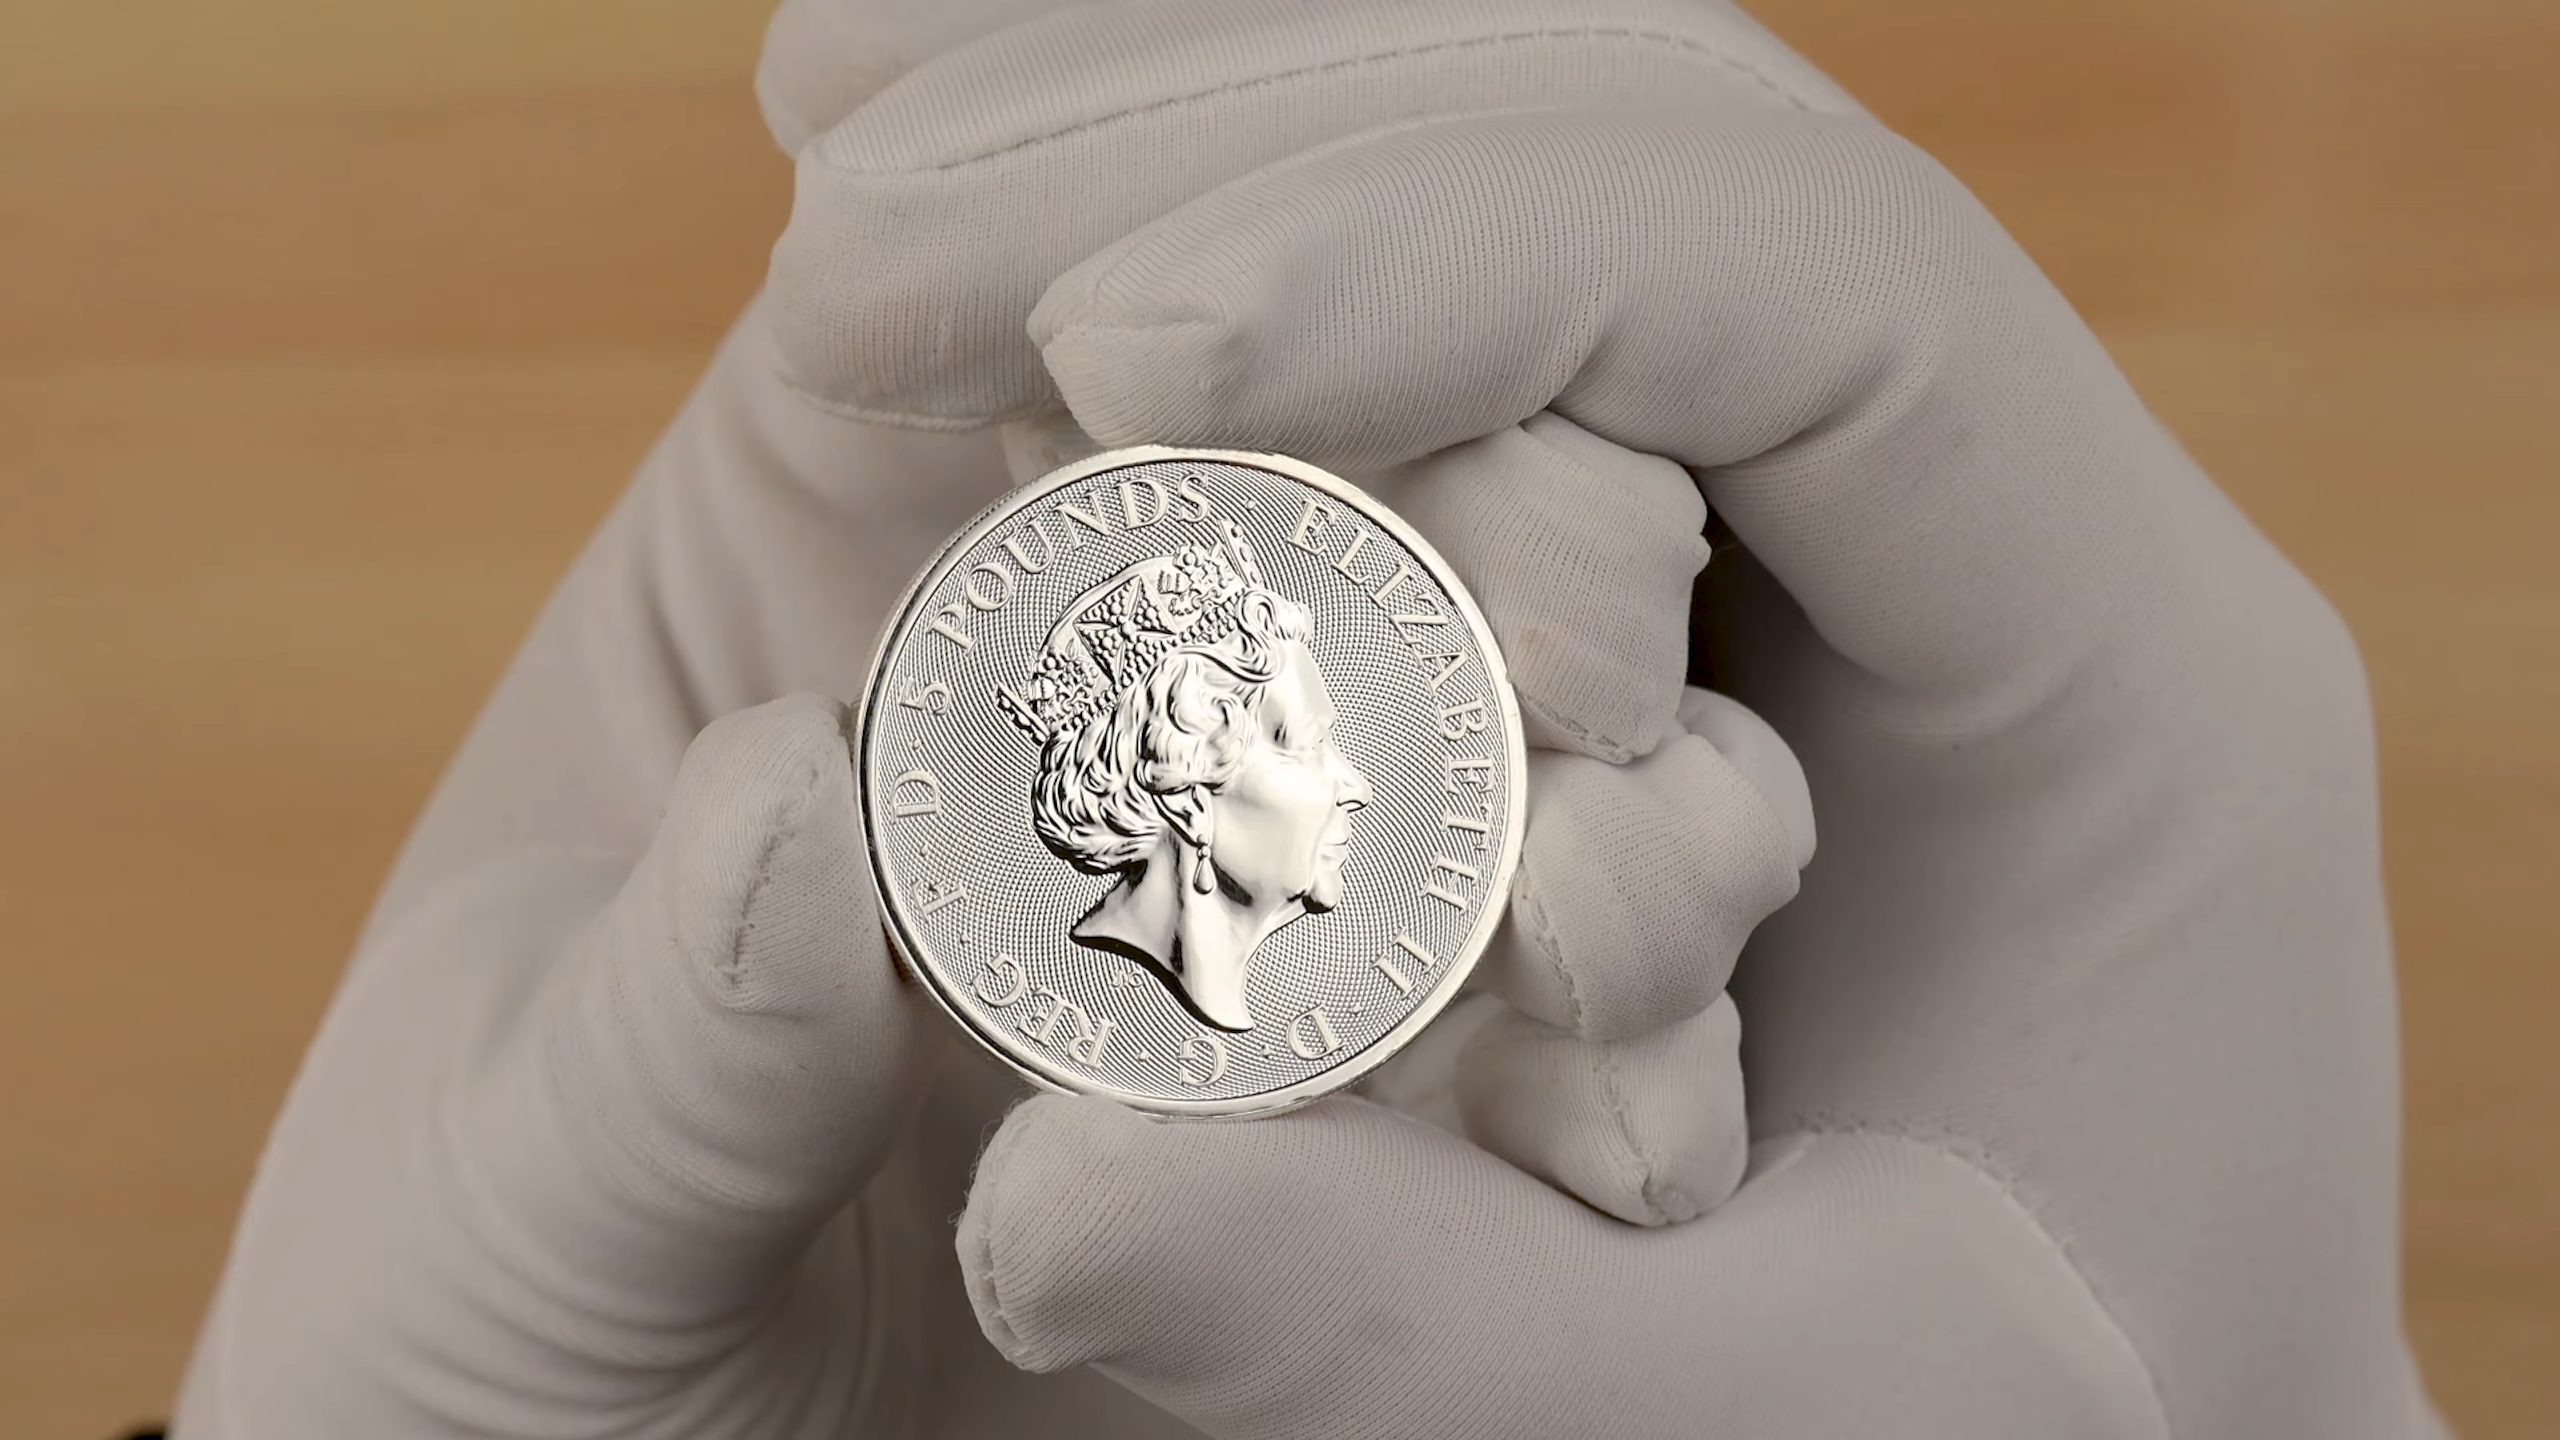 ELIZABETH II · D · G · REG · F · D · 5 POUNDS ·